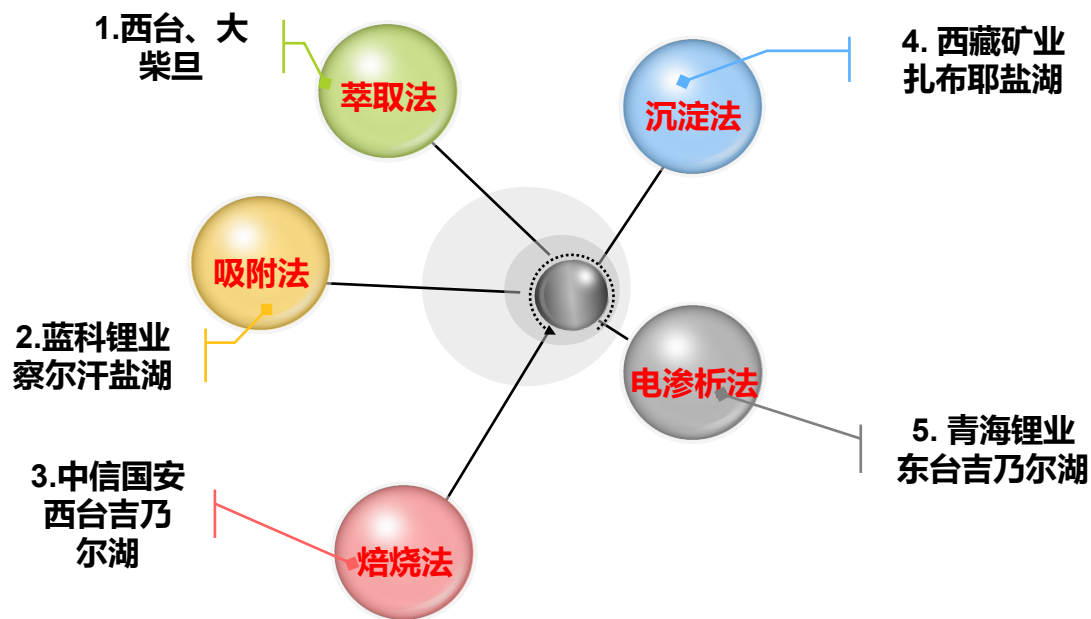 1.西台、大
柴旦
萃取法
4. 西藏矿业
扎布耶盐湖
沉淀法
吸附法
2.蓝科锂业
察尔汗盐湖
电渗析法
5. 青海锂业
东台吉乃尔湖
3.中信国安
西台吉乃
尔湖
焙烧法